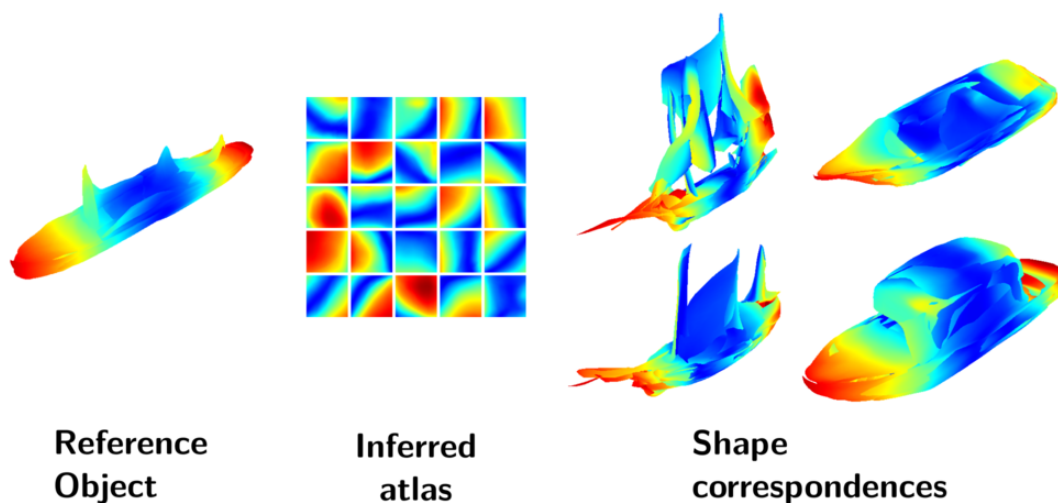 Reference
Object
Inferred
atlas
Shape
correspondences